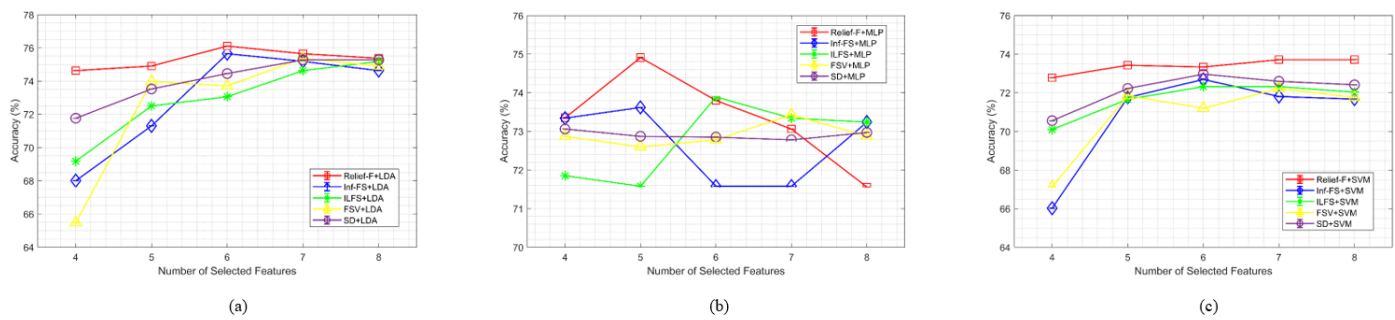 78
76
74
72
70
68
66
64
Accuracy (%)
4 5 6 7 8
Number of Selected Features
Relief-F+LDA
Inf-FS+LDA
ILFS+LDA
FSV+LDA
SD+LDA
(a)
76
75
74
73
72
71
70
Accuracy (%)
4 5 6 7 8
Number of Selected Features
Relief-F+MLP
Inf-FS+MLP
ILFS+MLP
FSV+MLP
SD+MLP
(b)
76
74
72
70
68
66
64
Accuracy (%)
4 5 6 7 8
Number of Selected Features
Relief-F+SVM
Inf-FS+SVM
ILFS+SVM
FSV+SVM
SD+SVM
(c)